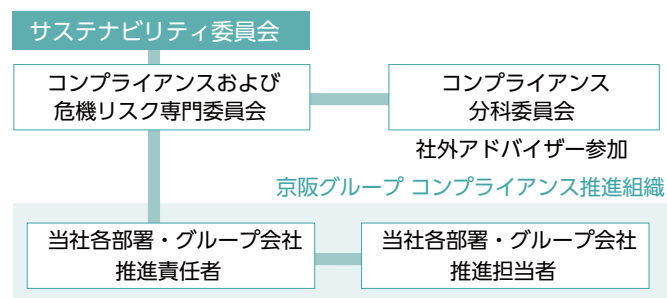 サステナビリティ委員会
コンプライアンスおよび
危機リスク専門委員会
コンプライアンス
分科委員会
社外アドバイザー参加
京阪グループ コンプライアンス推進組織
当社各部署・グループ会社
推進責任者
当社各部署・グループ会社
推進担当者